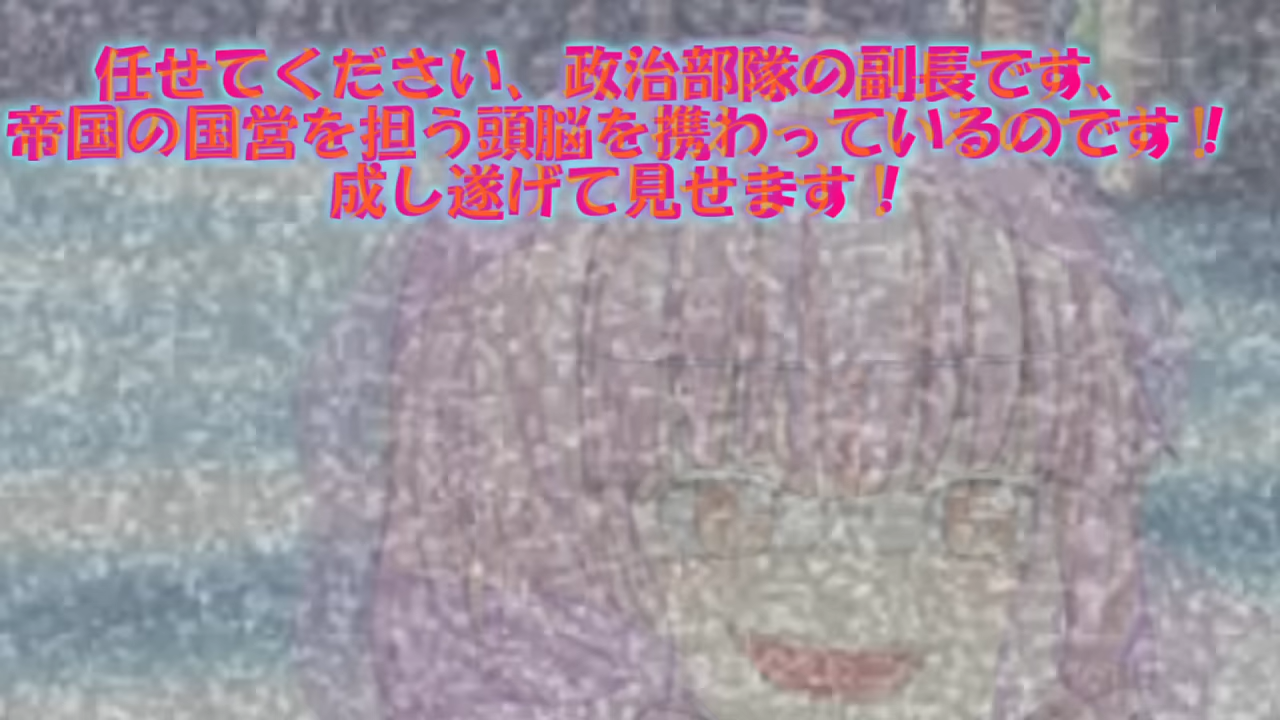 任せてください、政治部隊の副長です、
帝国の国営を担う頭脳を携わっているのです！
成し遂げて見せます！